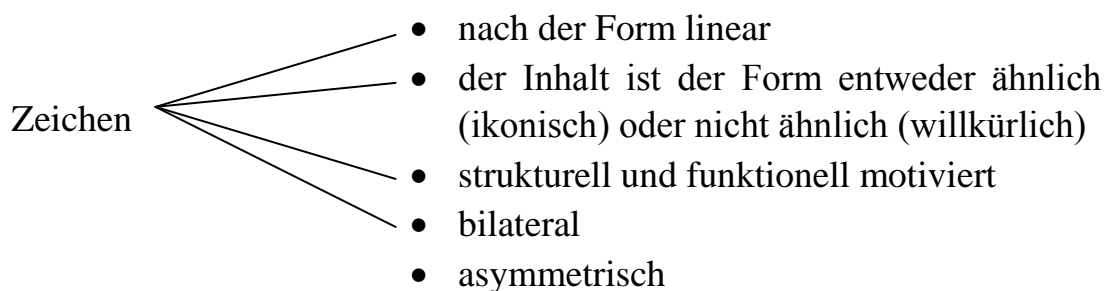 • nach der Form linear
• der Inhalt ist der Form entweder ähnlich
Zeichen
(ikonisch) oder nicht ähnlich (willkürlich)
• strukturell und funktionell motiviert
• bilateral
• asymmetrisch